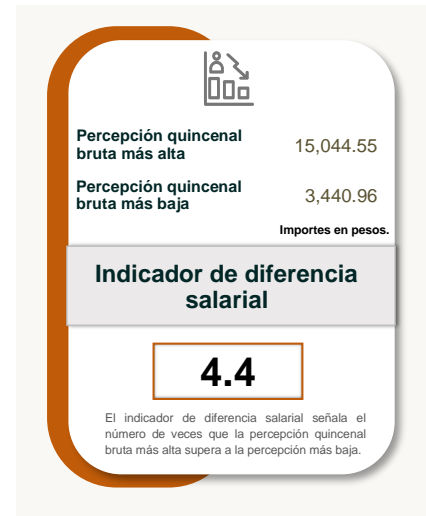 Percepción quincenal
bruta más alta
15,044.55
Percepción quincenal
bruta más baja
3,440.96
Importes en pesos.
Indicador de diferencia
salarial
4.4
El indicador de diferencia salarial señala el
número de veces que la percepción quincenal
bruta más alta supera a la percepción más baja.